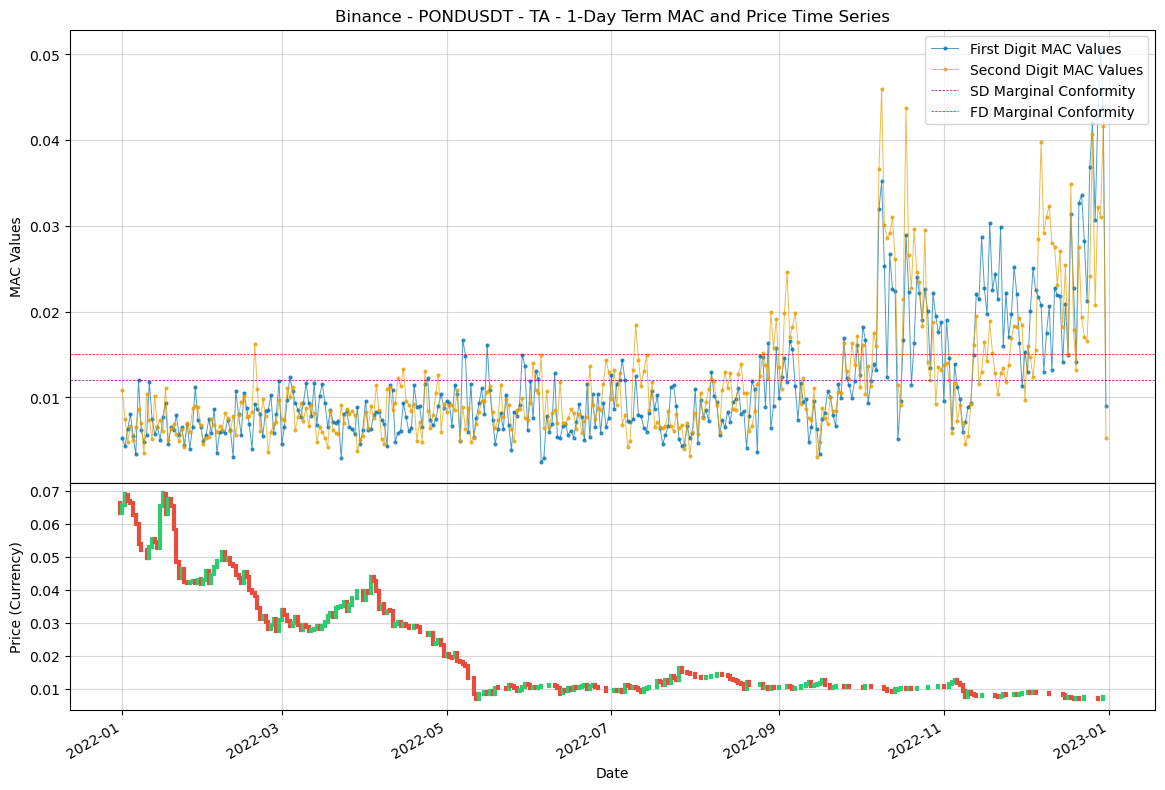 Binance - PONDUSDT - TA - 1-Day Term MAC and Price Time Series
First Digit MAC Values
Second Digit MAC Values
SD Marginal Conformity
FD Marginal Conformity
MAC Values
0.05
0.04
0.03
0.02
0.01
Price (Currency)
0.07
0.06
0.05
0.04
0.03
0.02
0.01
2022-01
2022-03
2022-05
2022-07
2022-09
2022-11
2023-01
Date